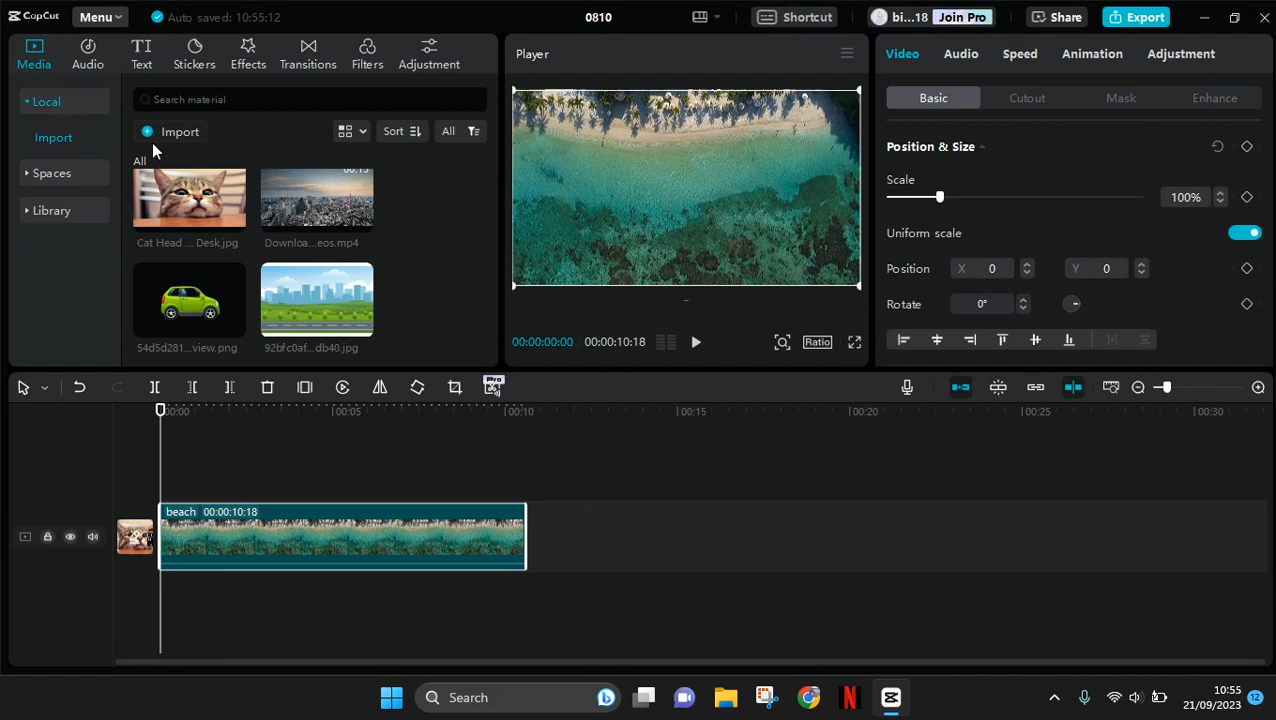 CapCut Menu Auto saved: 10:55:12 0810 Shortcut bi...18 Join Pro Share Export
Media Audio Text Stickers Effects Transitions Filters Adjustment
Local
Import
Spaces
Library
Search material
Import Sort All
All
00:15
Cat Head ... Desk.jpg Downloa...eos.mp4
54d5d281...view.png 92bfc0af...db40.jpg
Player
00:00:00:00 00:00:10:18 Ratio
Video Audio Speed Animation Adjustment
Basic Cutout Mask Enhance
Position & Size
Scale
100%
Uniform scale
Position X 0 Y 0
Rotate 0°
Pro
00:00 00:05 00:10 00:15 00:20 00:25 00:30
beach 00:00:10:18
Search
10:55
21/09/2023
12